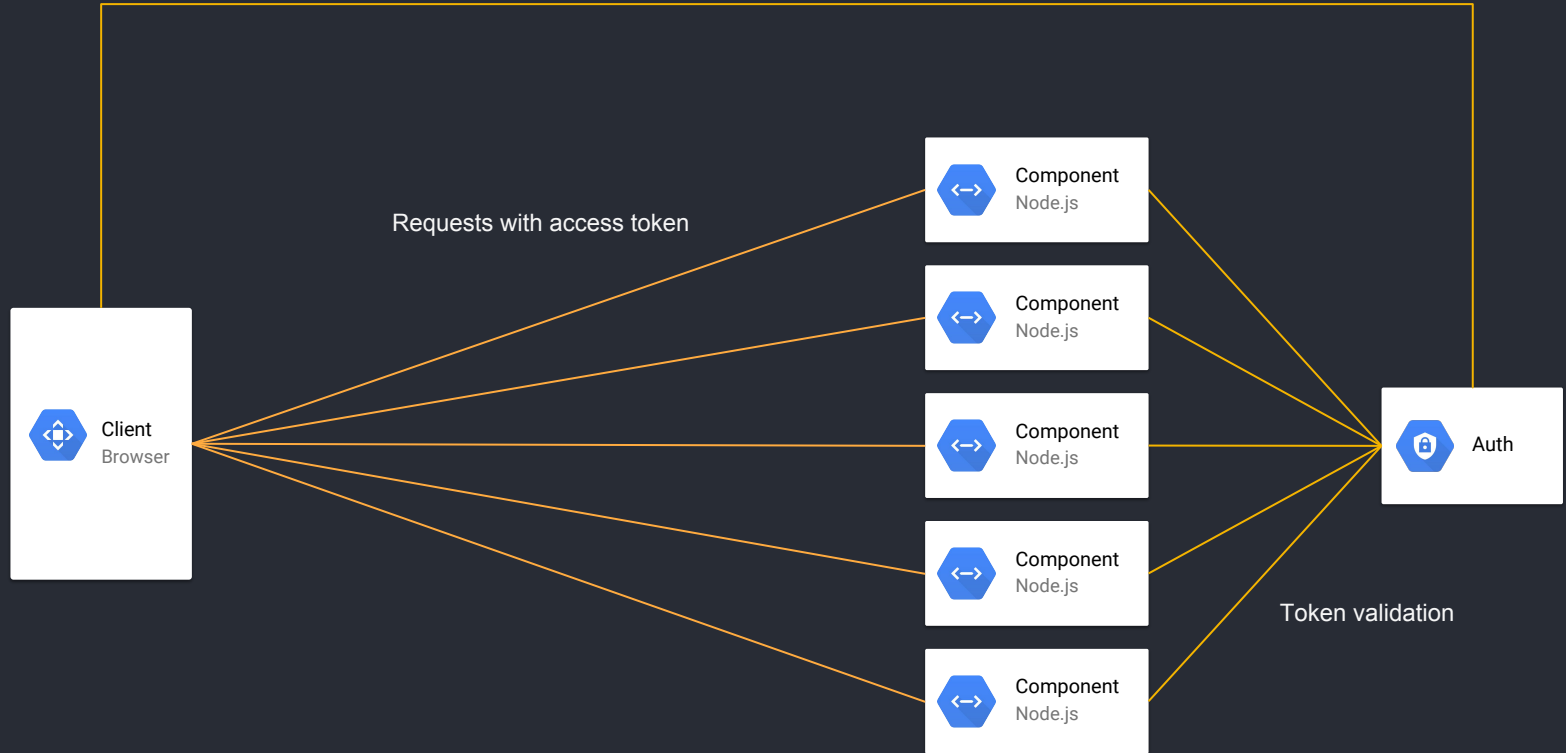 Requests with access token
Client
Browser
Component
Node.js
Component
Node.js
Component
Node.js
Component
Node.js
Component
Node.js
Auth
Token validation